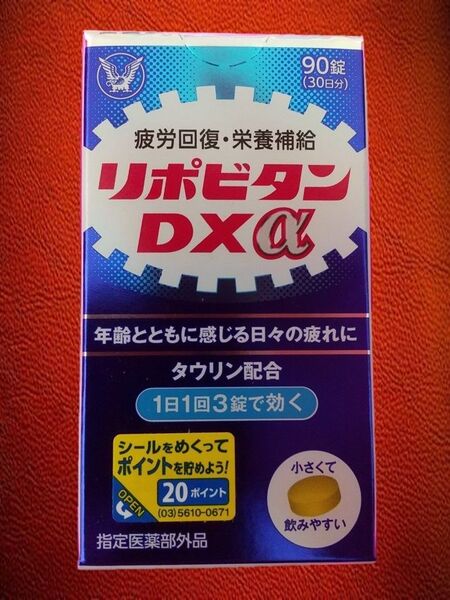 90錠
(30日分)
疲労回復・栄養補給
リポビタン
DXα
年齢とともに感じる日々の疲れに
タウリン配合
1日1回3錠で効く
シールをめくって
ポイントを貯めよう!
OPEN
20ポイント
(03)5610-0671
小さくて
飲みやすい
指定医薬部外品